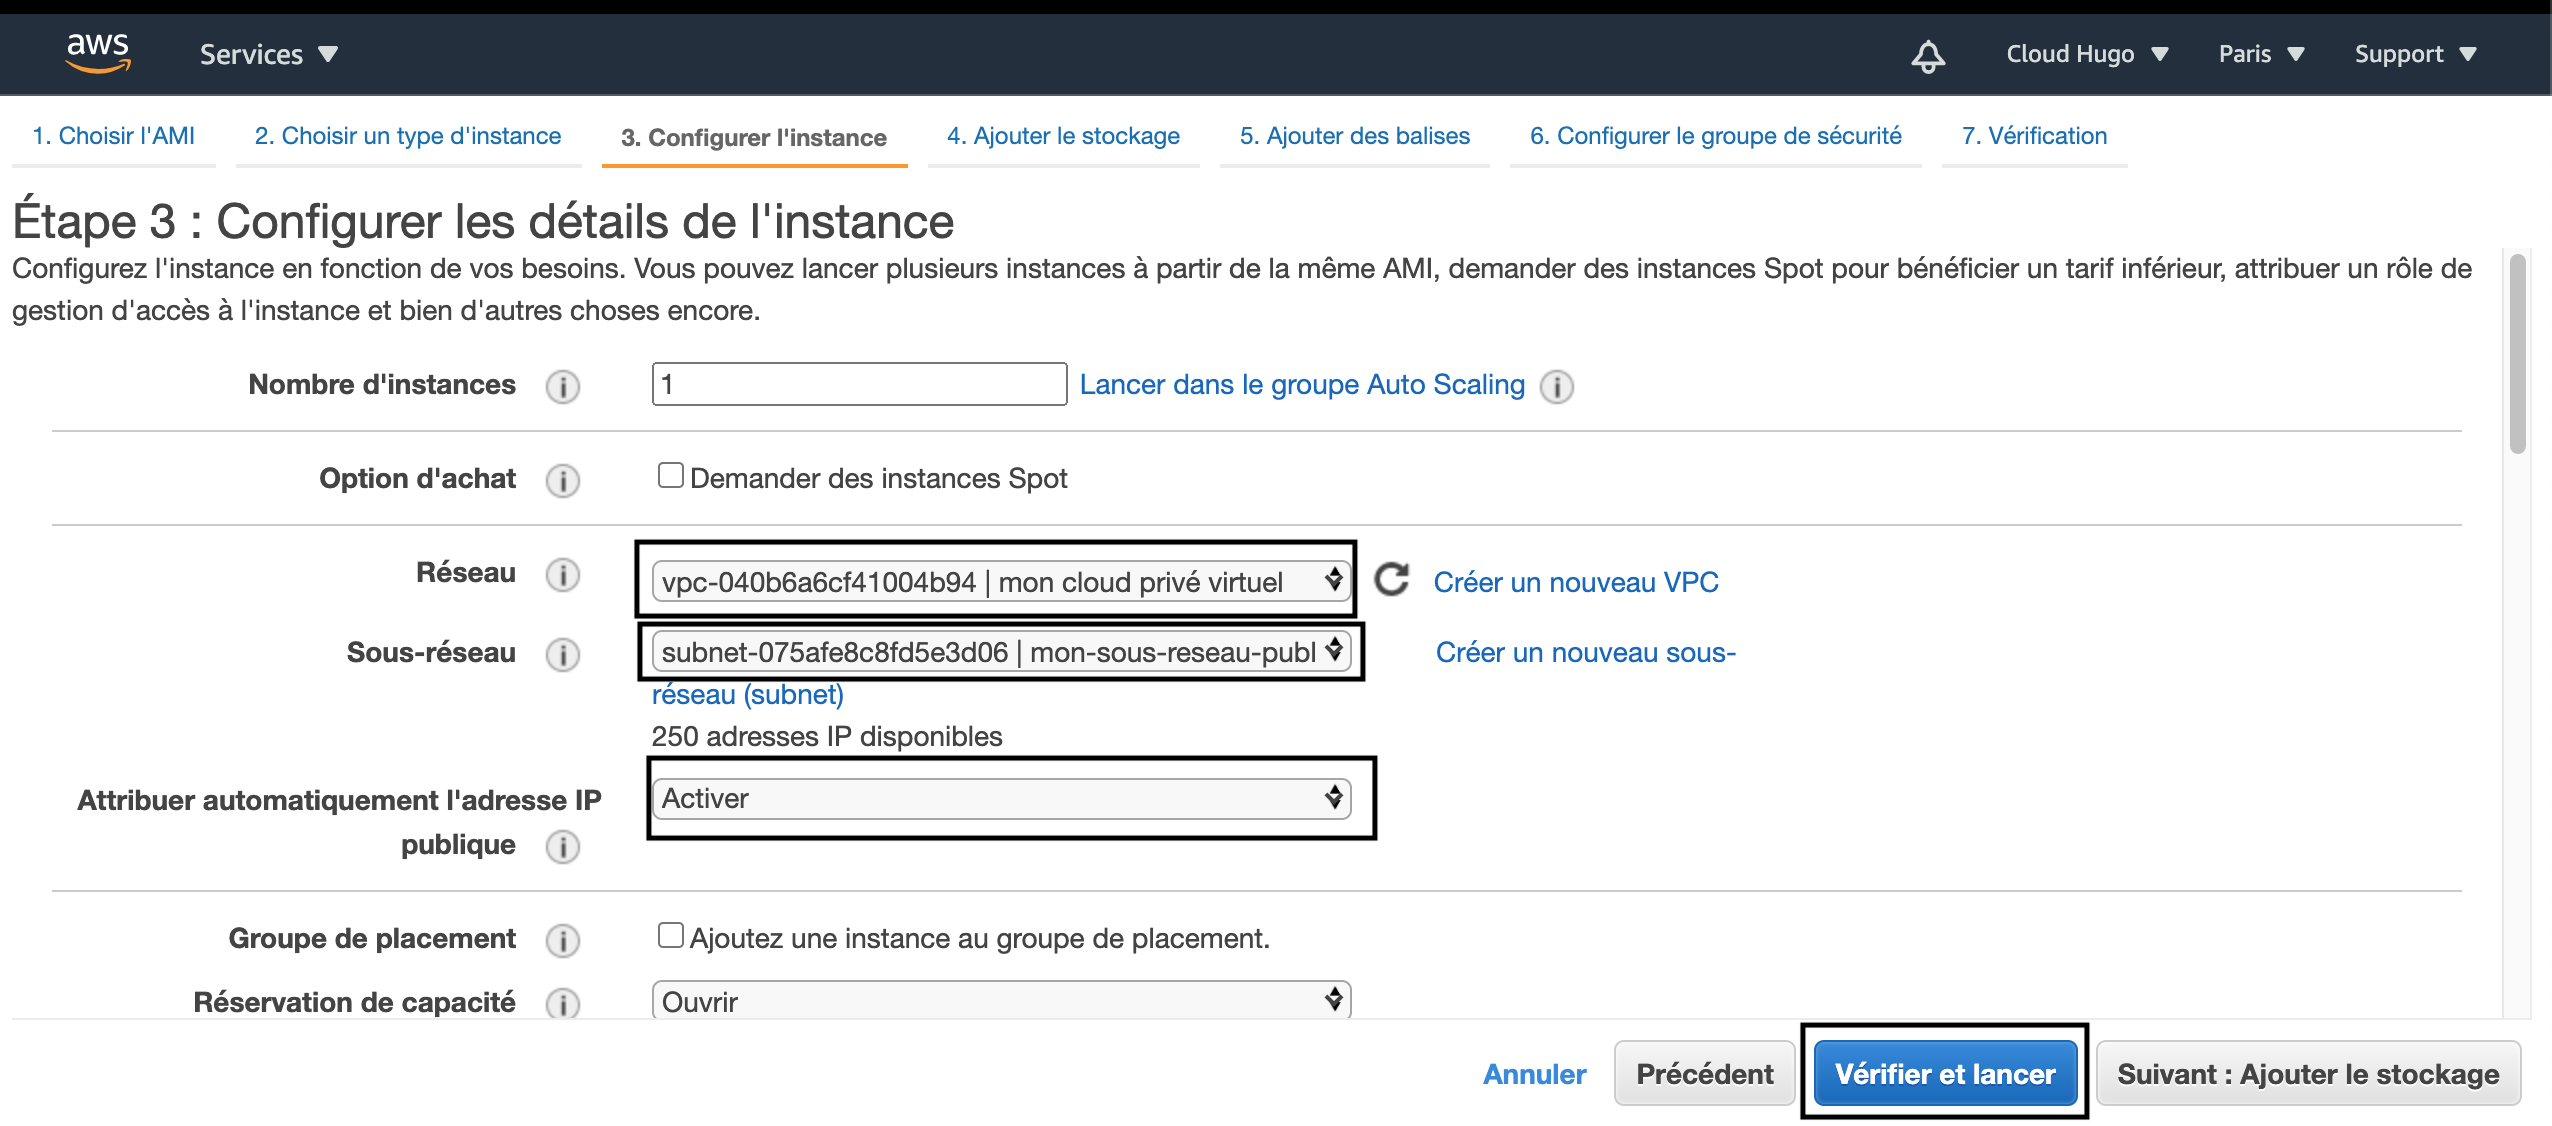 aws Services Cloud Hugo Paris Support
1. Choisir l'AMI 2. Choisir un type d'instance 3. Configurer l'instance 4. Ajouter le stockage 5. Ajouter des balises 6. Configurer le groupe de sécurité 7. Vérification
Étape 3 : Configurer les détails de l'instance
Configurez l'instance en fonction de vos besoins. Vous pouvez lancer plusieurs instances à partir de la même AMI, demander des instances Spot pour bénéficier un tarif inférieur, attribuer un rôle de
gestion d'accès à l'instance et bien d'autres choses encore.
Nombre d'instances 1 Lancer dans le groupe Auto Scaling
Option d'achat Demander des instances Spot
Réseau vpc-040b6a6cf41004b94 | mon cloud privé virtuel Créer un nouveau VPC
Sous-réseau subnet-075afe8c8fd5e3d06 | mon-sous-reseau-publ Créer un nouveau sous-
réseau (subnet)
250 adresses IP disponibles
Attribuer automatiquement l'adresse IP Activer
publique
Groupe de placement Ajoutez une instance au groupe de placement.
Réservation de capacité Ouvrir
Annuler Précédent Vérifier et lancer Suivant : Ajouter le stockage